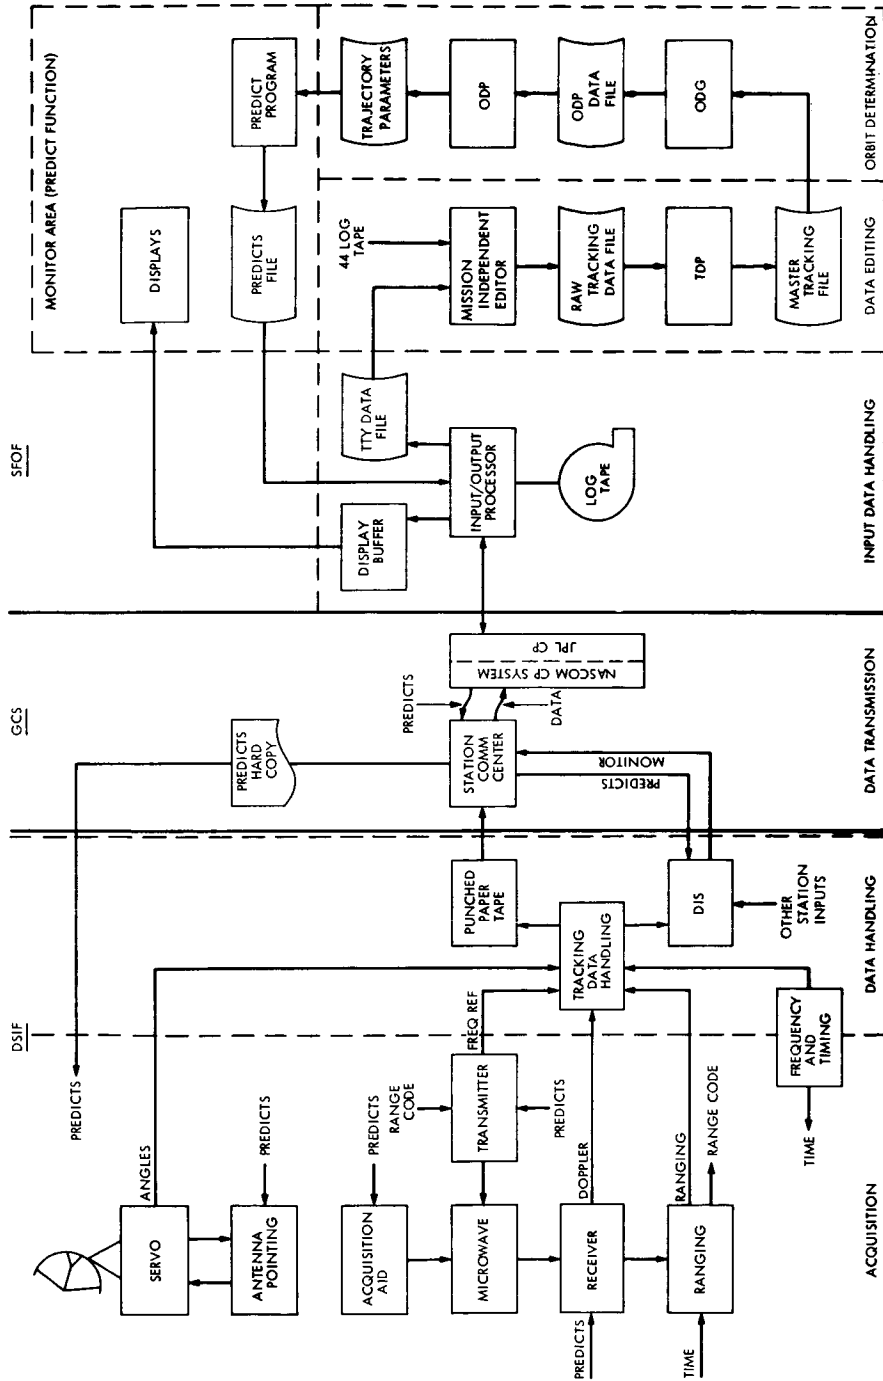 DSIF
GCS
SFOF
MONITOR AREA (PREDICT FUNCTION)
SERVO
ANGLES
ANTENNA
POINTING
PREDICTS
PREDICTS
ACQUISITION
AID
PREDICTS
RANGE
CODE
MICROWAVE
TRANSMITTER
FREQ REF
PREDICTS
PREDICTS
RECEIVER
DOPPLER
TIME
RANGING
RANGING
RANGE CODE
TIME
FREQUENCY
AND
TIMING
ACQUISITION
TRACKING
DATA
HANDLING
PUNCHED
PAPER
TAPE
DIS
OTHER
STATION
INPUTS
DATA HANDLING
PREDICTS
HARD
COPY
STATION
COMM
CENTER
PREDICTS
DATA
PREDICTS
MONITOR
NASCOM CP SYSTEM
JPL CP
DATA TRANSMISSION
DISPLAY
BUFFER
TTY DATA
FILE
INPUT/OUTPUT
PROCESSOR
LOG
TAPE
INPUT DATA HANDLING
DISPLAYS
PREDICTS
FILE
PREDICT
PROGRAM
44 LOG
TAPE
MISSION
INDEPENDENT
EDITOR
RAW
TRACKING
DATA FILE
TDP
MASTER
TRACKING
FILE
DATA EDITING
TRAJECTORY
PARAMETERS
ODP
ODP
DATA
FILE
ODG
ORBIT DETERMINATION